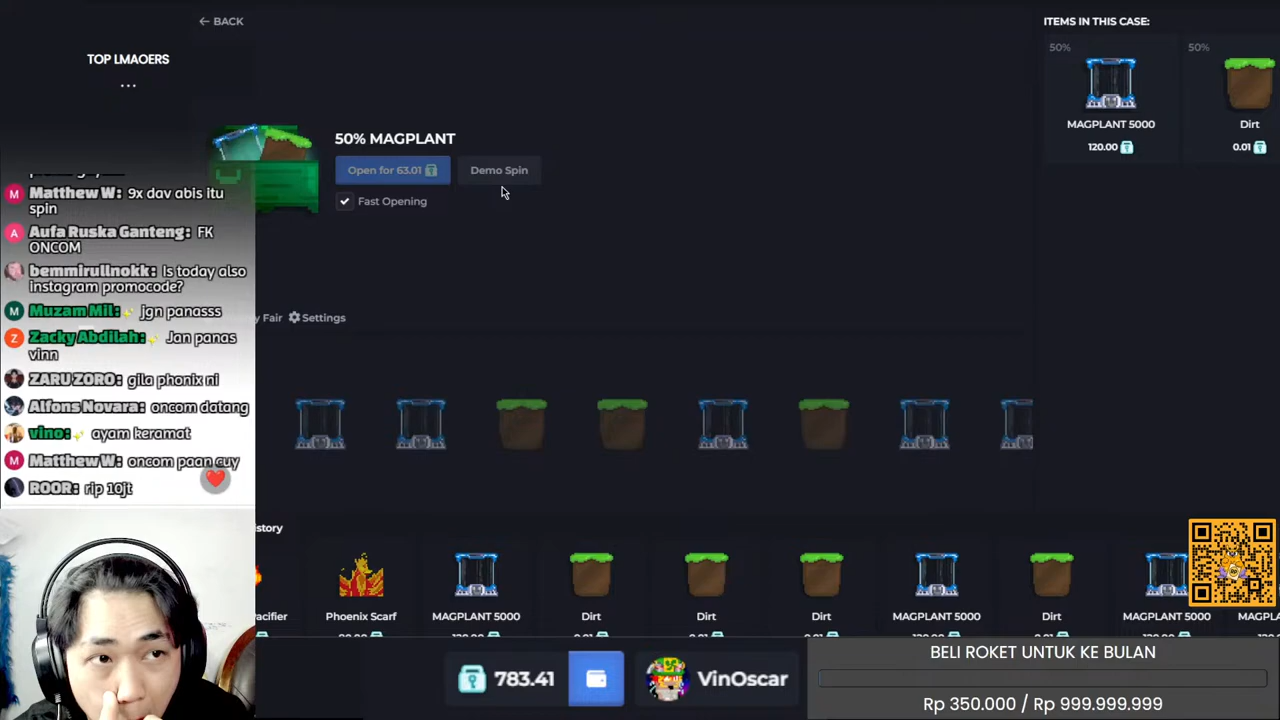 BACK
TOP LMAOERS
...
ITEMS IN THIS CASE:
50%
MAGPLANT 5000
120.00
50%
Dirt
0.01
50% MAGPLANT
Open for 63.01
Demo Spin
Fast Opening
Matthew W: 9x dav abis itu
spin
Aufa Ruska Ganteng: FK
ONCOM
bemmirullnokk: Is today also
instagram promocode?
Muzam Mil: jgn panasss
Zacky Abdilah: Jan panas
vinn
ZARU ZORO: gila phonix ni
Alfons Novara: oncom datang
vino: ayam keramat
Matthew W: oncom paan cuy
ROOR: rip 10jt
y Fair
Settings
istory
acifier
Phoenix Scarf
MAGPLANT 5000
Dirt
Dirt
Dirt
MAGPLANT 5000
Dirt
MAGPLANT 5000
MAGPL
783.41
VinOscar
BELI ROKET UNTUK KE BULAN
Rp 350.000 / Rp 999.999.999